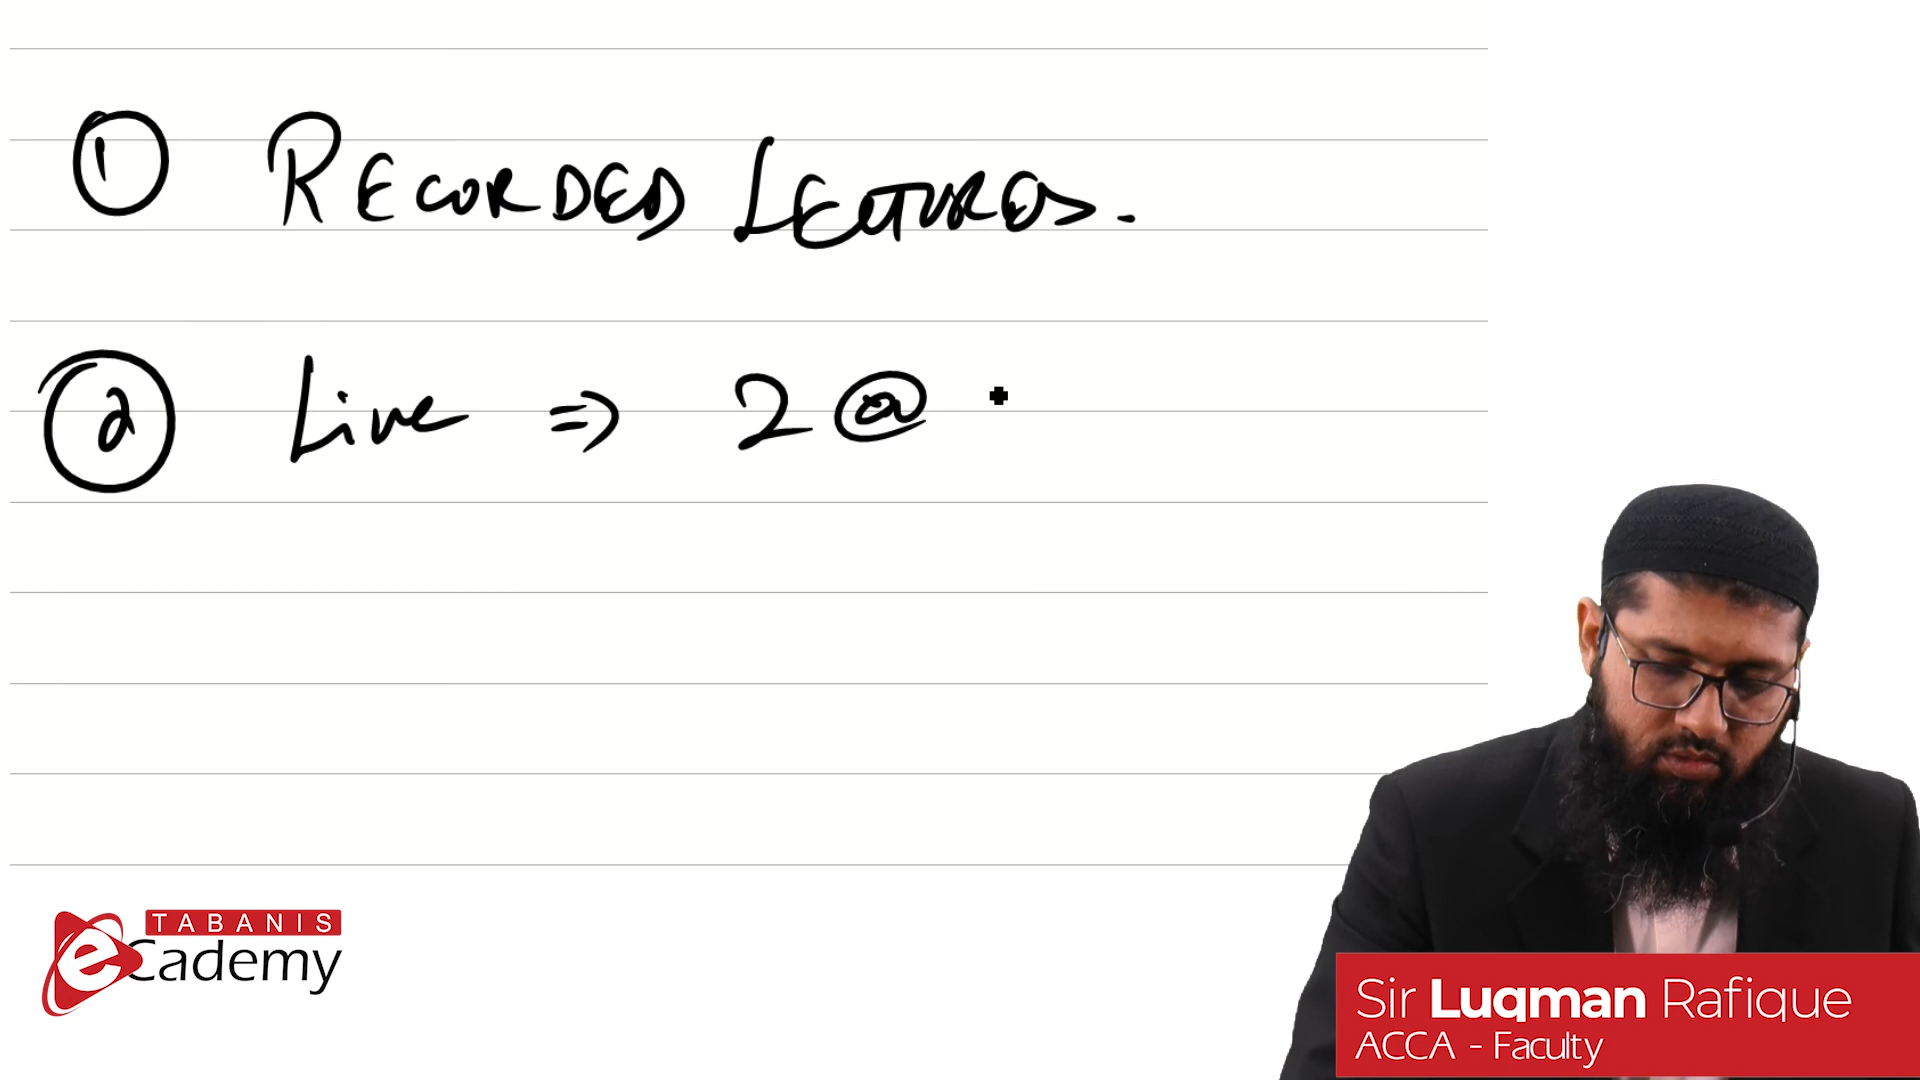 1 RECORDED LECTURES.
2 Live => 2 @
TABANIS
eCademy
Sir Luqman Rafique
ACCA - Faculty